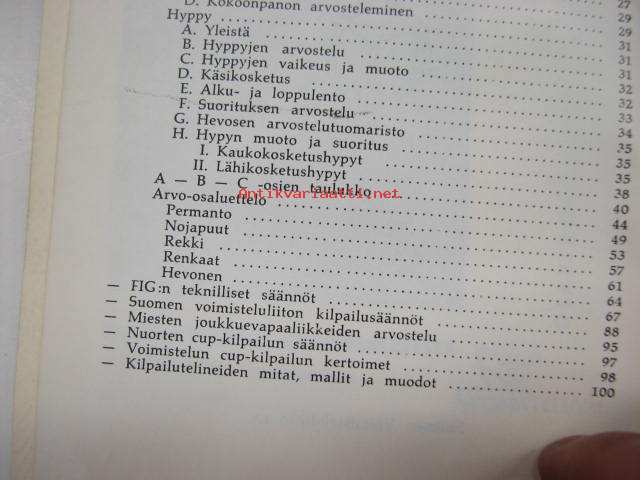 D. Kokoonpanon arvosteleminen 27
Hyppy 29
A. Yleistä 29
B. Hyppyjen arvostelu 31
C. Hyppyjen vaikeus ja muoto 31
D. Käsikosketus 31
E. Alku- ja loppulento 32
F. Suorituksen arvostelu 32
G. Hevosen arvostelutuomaristo 33
H. Hypyn muoto ja suoritus 34
I. Kaukokosketushypyt 35
II. Lähikosketushypyt 35
A — B — C -osien taulukko 35
Antikvariaatti.net
Arvo-osaluettelo 38
Permanto 40
Nojapuut 44
Rekki 49
Renkaat 53
Hevonen 57
— FIG:n teknilliset säännöt 61
— Suomen voimisteluliiton kilpailusäännöt 64
— Miesten joukkuevapaaliikkeiden arvostelu 67
— Nuorten cup-kilpailun säännöt 88
— Voimistelun cup-kilpailun kertoimet 95
— Kilpailutelineiden mitat, mallit ja muodot 97
98
100